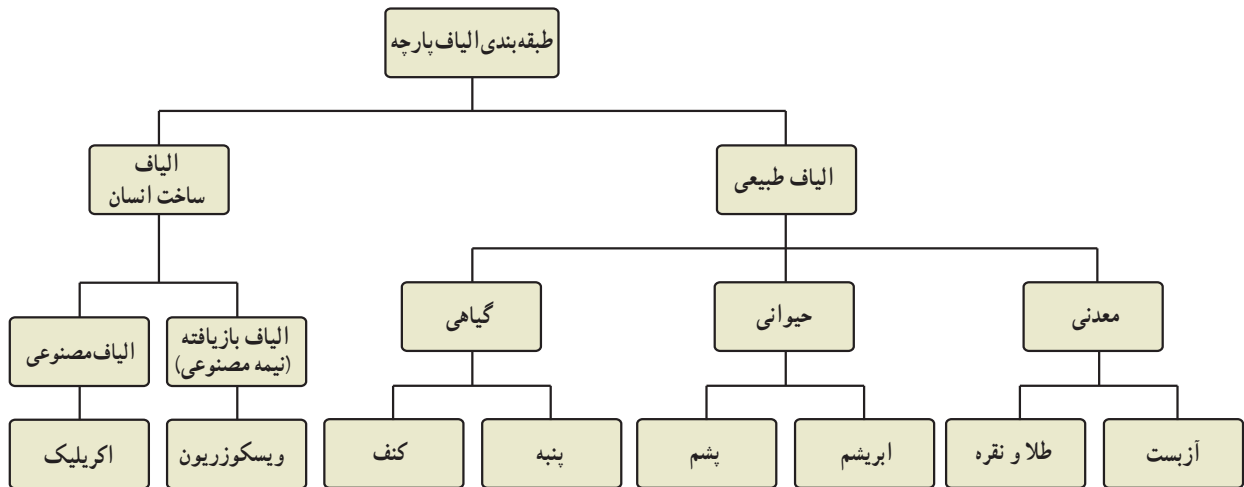 طبقه‌بندی الیاف پارچه
الیاف طبیعی
الیاف
ساخت انسان
معدنی
حیوانی
گیاهی
الیاف بازیافته
(نیمه مصنوعی)
الیاف مصنوعی
آزبست
طلا و نقره
ابریشم
پشم
پنبه
کنف
ویسکوزریون
اکریلیک